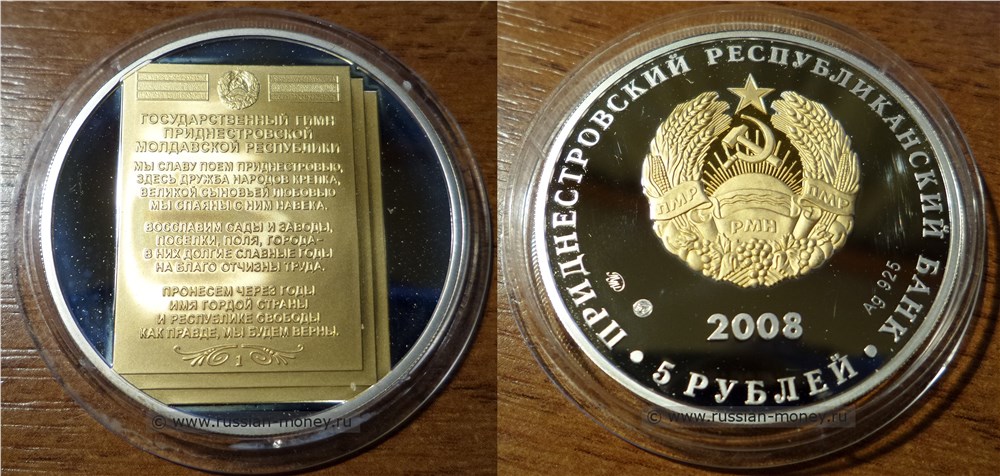 ГОСУДАРСТВЕННЫЙ ГИМН
ПРИДНЕСТРОВСКОЙ
МОЛДАВСКОЙ РЕСПУБЛИКИ
МЫ СЛАВУ ПОЕМ ПРИДНЕСТРОВЬЮ,
ЗДЕСЬ ДРУЖБА НАРОДОВ КРЕПКА,
ВЕЛИКОЙ СЫНОВЬЕЙ ЛЮБОВЬЮ
МЫ СПАЯНЫ С НИМ НАВЕКА.
ВОССЛАВИМ САДЫ И ЗАВОДЫ,
ПОСЕЛКИ, ПОЛЯ, ГОРОДА-
В НИХ ДОЛГИЕ СЛАВНЫЕ ГОДЫ
НА БЛАГО ОТЧИЗНЫ ТРУДА.
ПРОНЕСЕМ ЧЕРЕЗ ГОДЫ
ИМЯ ГОРДОЙ СТРАНЫ
И РЕСПУБЛИКЕ СВОБОДЫ
КАК ПРАВДЕ, МЫ БУДЕМ ВЕРНЫ.
1
© www.russian-money.ru
ПРИДНЕСТРОВСКИЙ РЕСПУБЛИКАНСКИЙ БАНК
ПМР
РМН
Ag 925
2008
• 5 РУБЛЕЙ •
© www.russian-money.ru